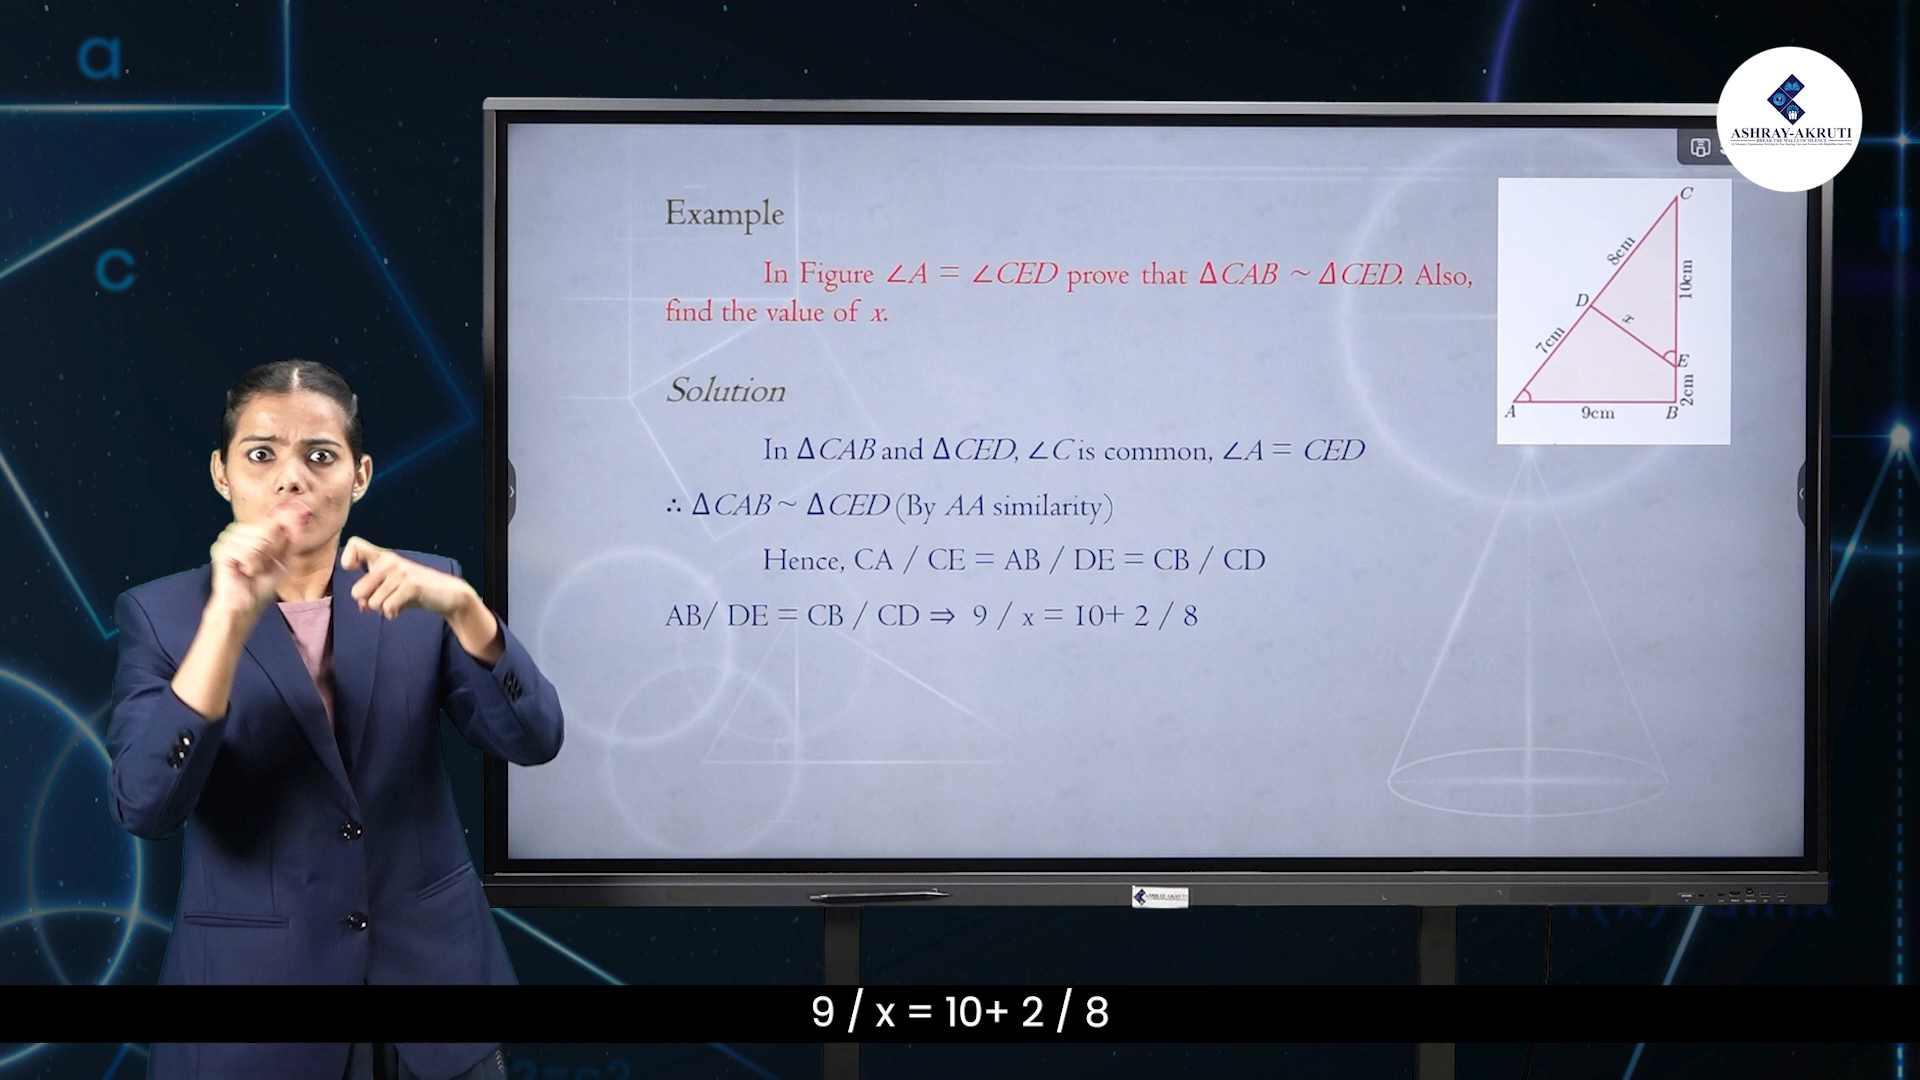 a
c
ASHRAY-AKRUTI
Example
In Figure ∠A = ∠CED prove that ΔCAB ~ ΔCED. Also,
find the value of x.
Solution
In ΔCAB and ΔCED, ∠C is common, ∠A = CED
∴ ΔCAB ~ ΔCED (By AA similarity)
Hence, CA / CE = AB / DE = CB / CD
AB/ DE = CB / CD ⇒ 9 / x = 10+ 2 / 8
C
8cm
10cm
D
x
7cm
E
2cm
A
9cm
B
9 / x = 10+ 2 / 8